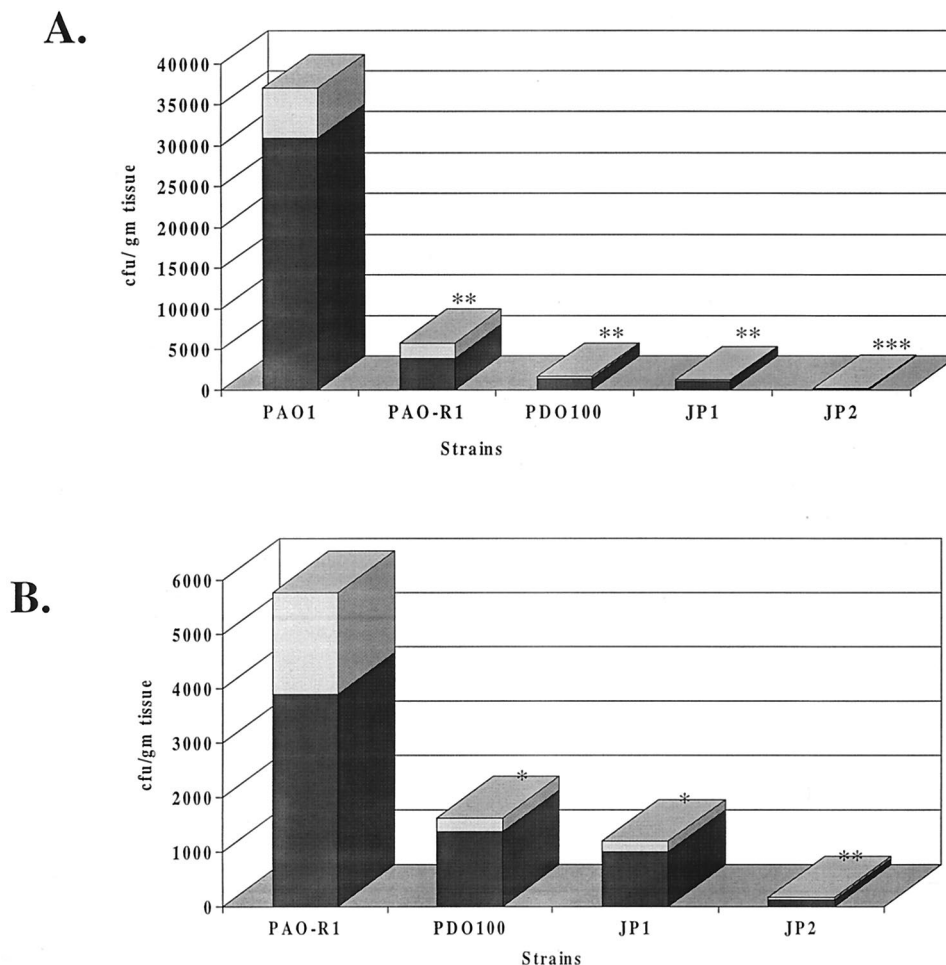 A.
40000
35000
30000
25000
20000
15000
10000
5000
0
cfu/gm tissue
**
**
**
***
PAO1 PAO-R1 PDO100 JP1 JP2
Strains
B.
6000
5000
4000
3000
2000
1000
0
cfu/gm tissue
*
*
**
PAO-R1 PDO100 JP1 JP2
Strains